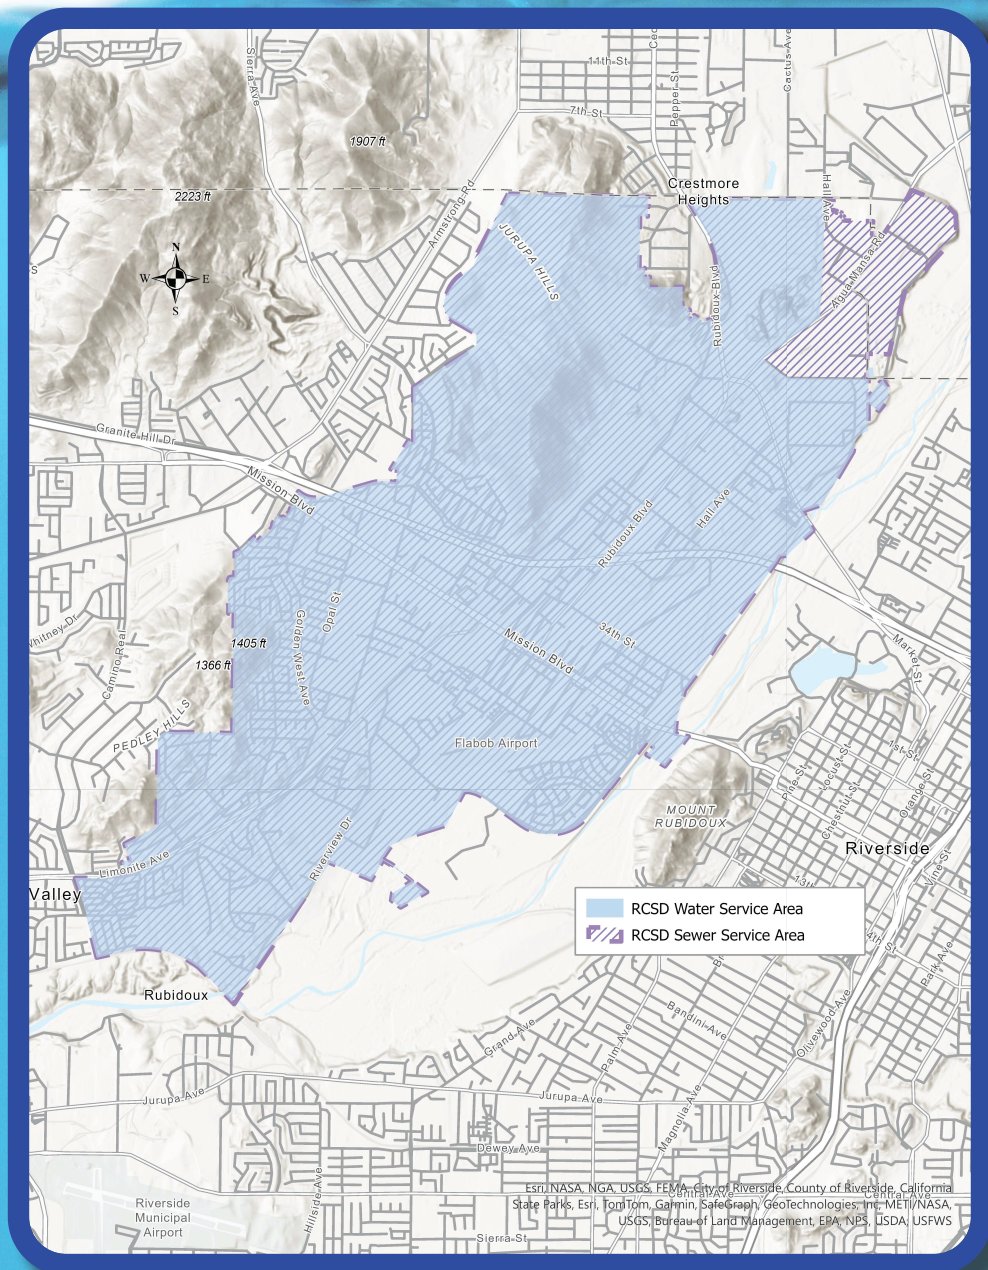 Sierra Ave
Cactus Ave
11th St
Pepper St
7th St
1907 ft
Crestmore
Heights
2223 ft
Armstrong Rd
Hall Ave
JURUPA HILLS
Agua Mansa Rd
N
W
E
S
S
Rubidoux Blvd
Granite Hill Dr
Mission Blvd
Rubidoux Blvd
Hall Ave
Opal St
Golden West Ave
34th St
Mission Blvd
Whitney Dr
Camino Real
1405 ft
1366 ft
Market St
PEDLEY HILLS
Flabob Airport
1st St
Pine St
Locust St
Chestnut St
Orange St
MOUNT
RUBIDOUX
Riverside
Riverview Dr
Limonite Ave
Vine St
13th
Valley
RCSD Water Service Area
RCSD Sewer Service Area
14th St
Park Ave
Rubidoux
Olivewood Ave
Bandini Ave
Grand Ave
Palm Ave
Jurupa Ave
Jurupa Ave
Magnolia Ave
Dewey Ave
Hillside Ave
Central Ave
Central Ave
Riverside
Municipal
Airport
Sierra St
Esri, NASA, NGA, USGS, FEMA, City of Riverside, County of Riverside, California
State Parks, Esri, TomTom, Garmin, SafeGraph, GeoTechnologies, Inc, METI/NASA,
USGS, Bureau of Land Management, EPA, NPS, USDA, USFWS